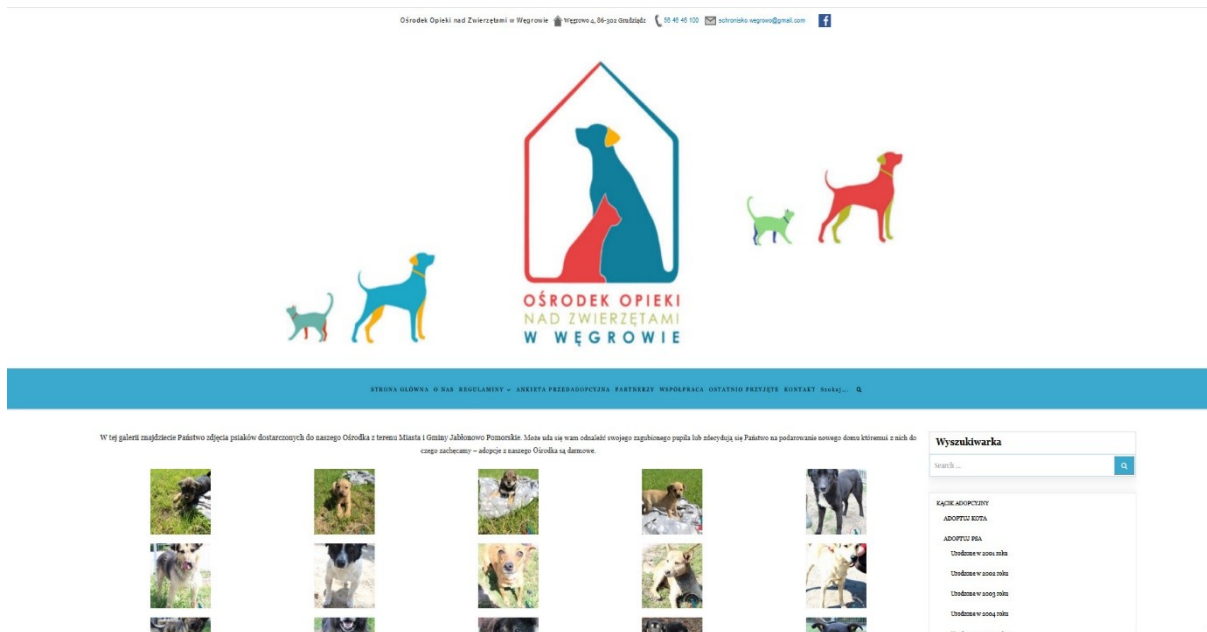 Ośrodek Opieki nad Zwierzętami w Węgrowie Węgrowo 4, 86-302 Grudziądz 56 46 46 100 schronisko.wegrowo@gmail.com
OŚRODEK OPIEKI
NAD ZWIERZĘTAMI
W WĘGROWIE
STRONA GŁÓWNA O NAS REGULAMINY ANKIETA PRZEDADOPCYJNA PARTNERZY WSPÓŁPRACA OSTATNIO PRZYJĘTE KONTAKT Szukaj...
W tej galerii znajdziecie Państwo zdjęcia psiaków dostarczonych do naszego Ośrodka z terenu Miasta i Gminy Jabłonowo Pomorskie. Może uda się wam odnaleźć swojego zagubionego pupila lub zdecydują się Państwo na podarowanie nowego domu któremuś z nich do
czego zachęcamy – adopcje z naszego Ośrodka są darmowe.
Wyszukiwarka
Search ...
KĄCIK ADOPCYJNY
ADOPTUJ KOTA
ADOPTUJ PSA
Urodzone w 2001 roku
Urodzone w 2002 roku
Urodzone w 2003 roku
Urodzone w 2004 roku